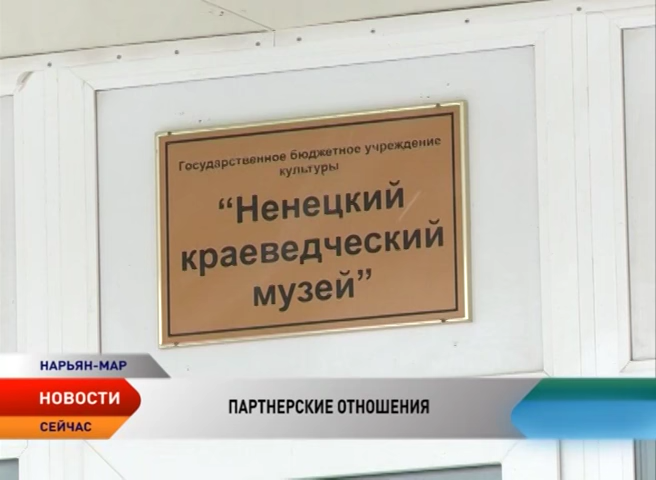 Государственное бюджетное учреждение
культуры
“Ненецкий
краеведческий
музей”
НАРЬЯН-МАР
НОВОСТИ
СЕЙЧАС
ПАРТНЕРСКИЕ ОТНОШЕНИЯ